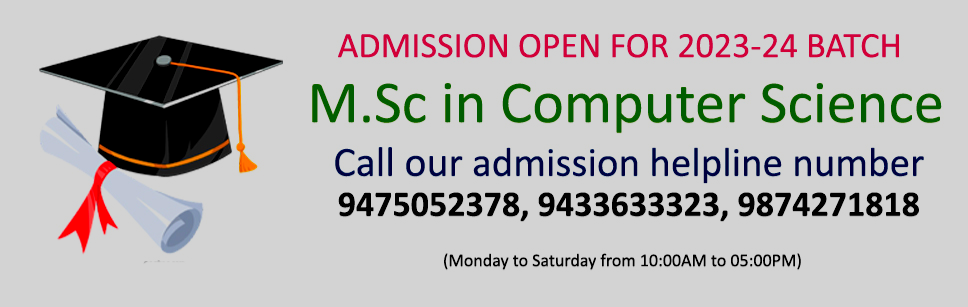 ADMISSION OPEN FOR 2023-24 BATCH
M.Sc in Computer Science
Call our admission helpline number
9475052378, 9433633323, 9874271818
(Monday to Saturday from 10:00AM to 05:00PM)